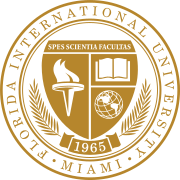 FLORIDA INTERNATIONAL UNIVERSITY
SPES SCIENTIA FACULTAS
1965
· MIAMI ·